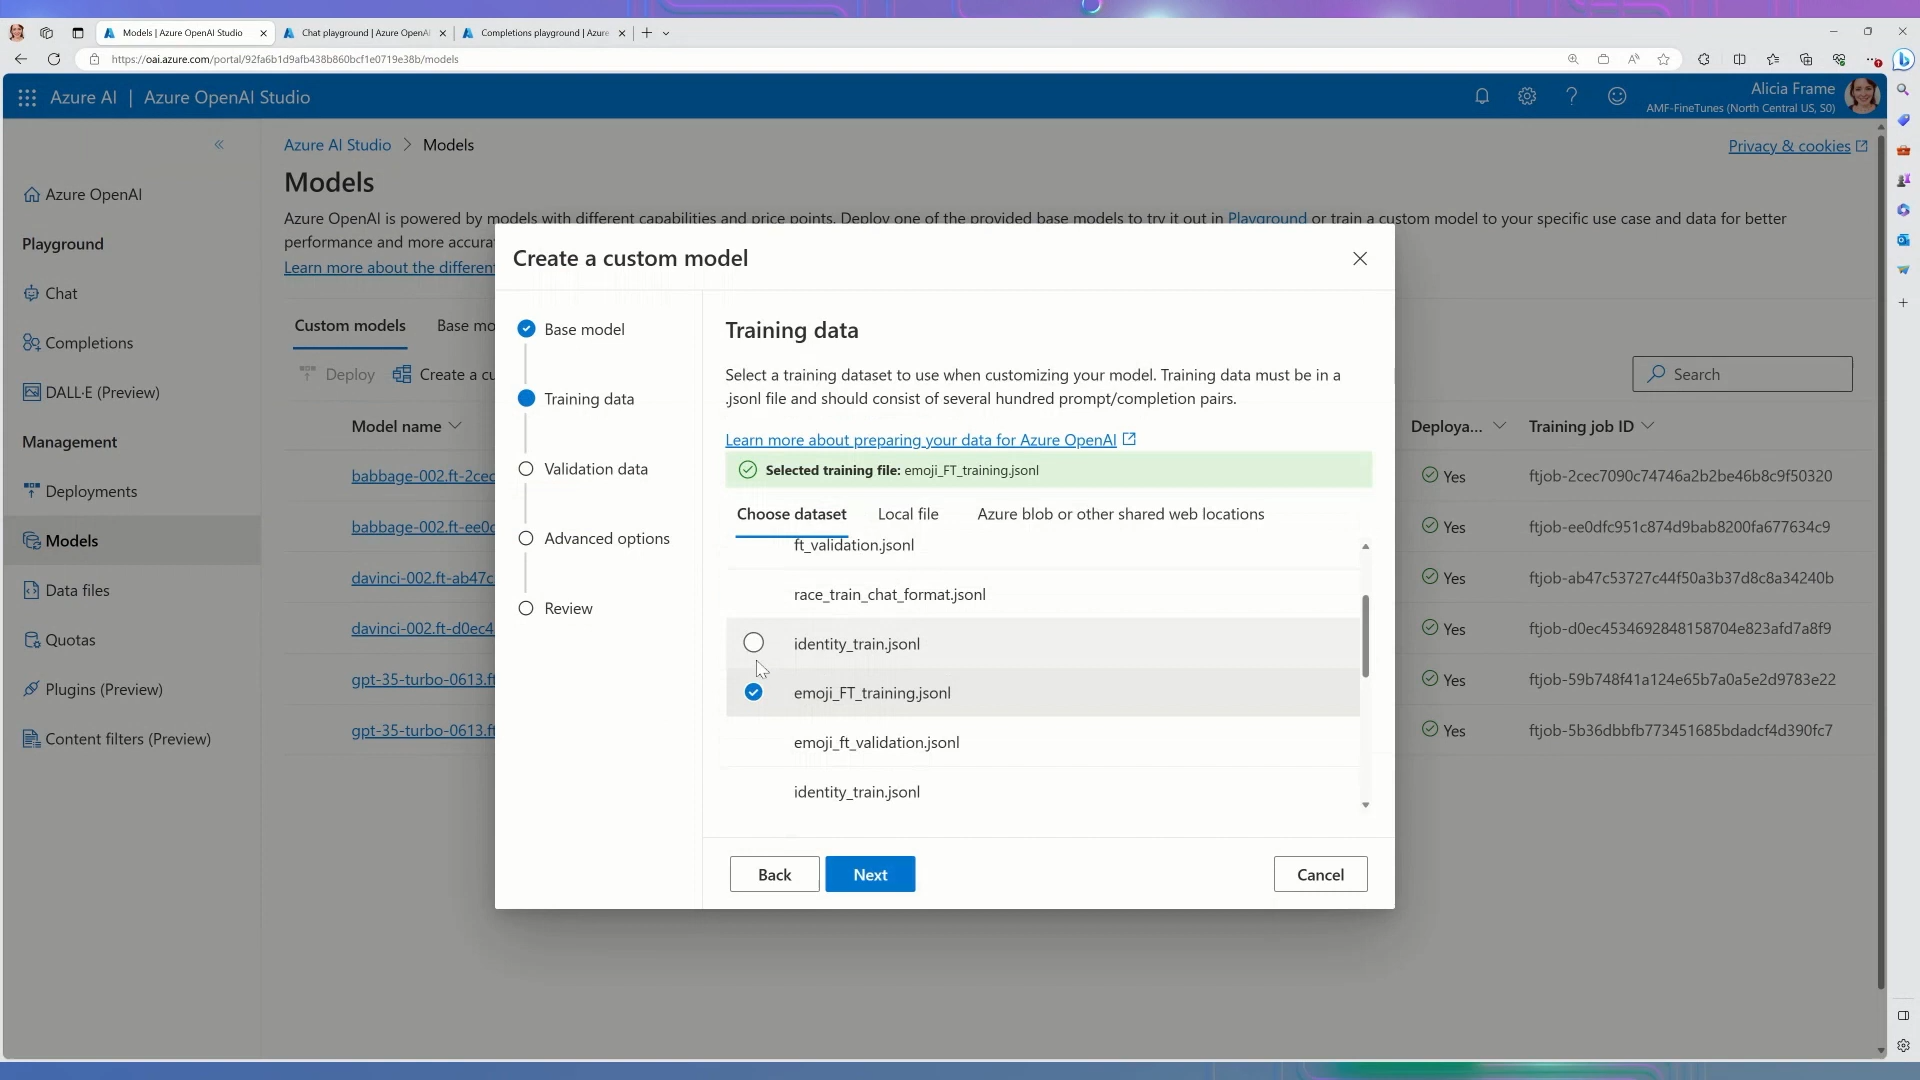 Models | Azure OpenAI Studio
Chat playground | Azure OpenAI
Completions playground | Azure
https://oai.azure.com/portal/92fa6b1d9afb438b860bcf1e0719e38b/models
Azure AI | Azure OpenAI Studio
Alicia Frame
AMF-FineTunes (North Central US, S0)
Azure AI Studio > Models
Privacy & cookies
Models
Azure OpenAI is powered by models with different capabilities and price points. Deploy one of the provided base models to try it out in Playground or train a custom model to your specific use case and data for better
performance and more accura
Learn more about the different
Azure OpenAI
Playground
Chat
Completions
DALL·E (Preview)
Management
Deployments
Models
Data files
Quotas
Plugins (Preview)
Content filters (Preview)
Custom models
Base mo
Deploy
Create a cu
Search
Model name
Deploya...
Training job ID
babbage-002.ft-2cec
Yes
ftjob-2cec7090c74746a2b2be46b8c9f50320
babbage-002.ft-ee0d
Yes
ftjob-ee0dfc951c874d9bab8200fa677634c9
davinci-002.ft-ab47c
Yes
ftjob-ab47c53727c44f50a3b37d8c8a34240b
davinci-002.ft-d0ec4
Yes
ftjob-d0ec4534692848158704e823afd7a8f9
gpt-35-turbo-0613.ft
Yes
ftjob-59b748f41a124e65b7a0a5e2d9783e22
gpt-35-turbo-0613.ft
Yes
ftjob-5b36dbbfb773451685bdadcf4d390fc7
Create a custom model
Base model
Training data
Validation data
Advanced options
Review
Training data
Select a training dataset to use when customizing your model. Training data must be in a
.jsonl file and should consist of several hundred prompt/completion pairs.
Learn more about preparing your data for Azure OpenAI
Selected training file: emoji_FT_training.jsonl
Choose dataset
Local file
Azure blob or other shared web locations
ft_validation.jsonl
race_train_chat_format.jsonl
identity_train.jsonl
emoji_FT_training.jsonl
emoji_ft_validation.jsonl
identity_train.jsonl
Back
Next
Cancel